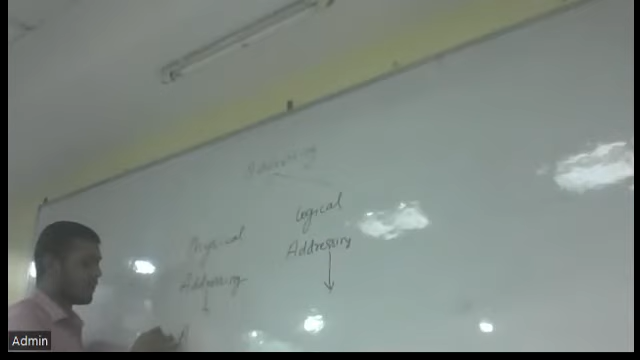 Addressing
Physical
Addressing
Logical
Addressing
Admin